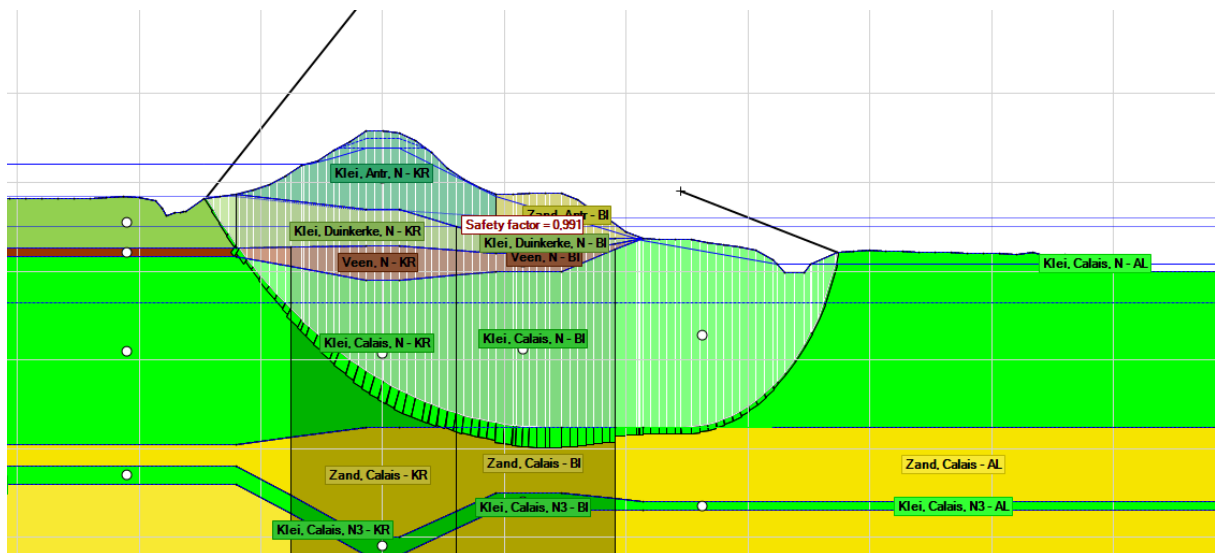 Klei, Antr, N - KR
Zand, Antr - BI
Safety factor = 0,991
Klei, Duinkerke, N - KR
Klei, Duinkerke, N - BI
Veen, N - KR
Veen, N - BI
Klei, Calais, N - AL
Klei, Calais, N - KR
Klei, Calais, N - BI
Zand, Calais - KR
Zand, Calais - BI
Zand, Calais - AL
Klei, Calais, N3 - KR
Klei, Calais, N3 - BI
Klei, Calais, N3 - AL